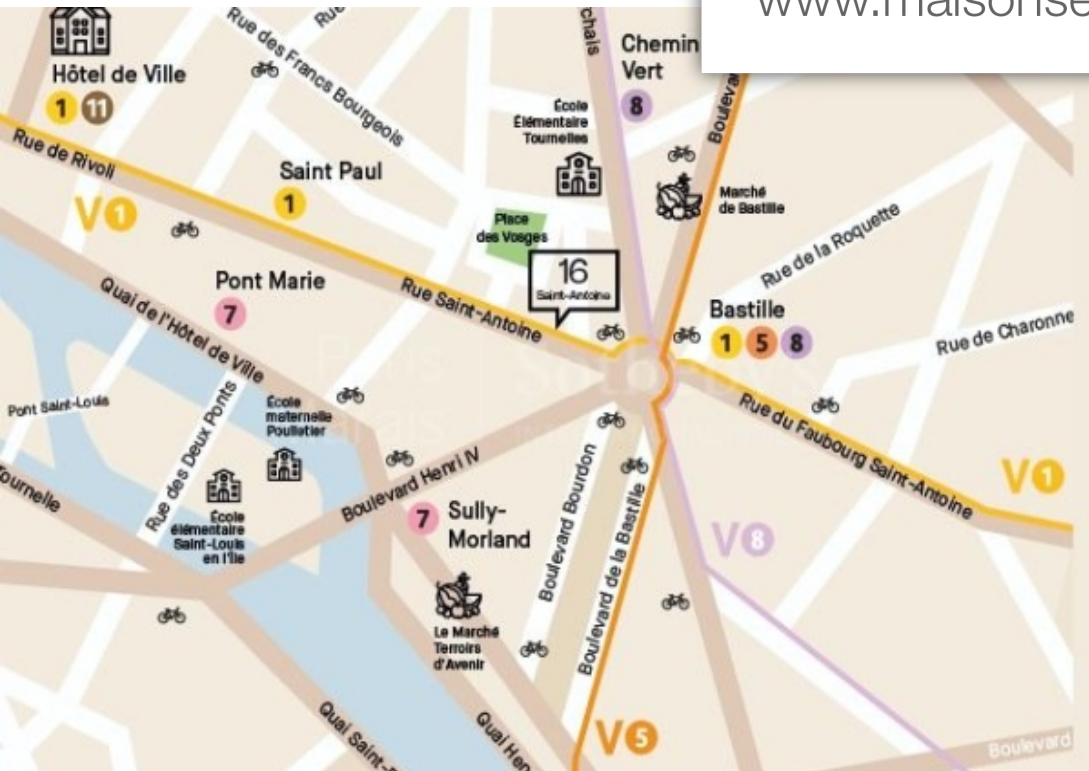 www.maisonse
Rue des Francs Bourgeois
Rue
chais
Chemin
Vert
8
Hôtel de Ville
1 11
Rue de Rivoli
École
Élémentaire
Tournelles
Bouleva
Saint Paul
1
V1
Marché
de Bastille
Place
des Vosges
Rue de la Roquette
16
Saint-Antoine
Pont Marie
7
Quai de l'Hôtel de Ville
Rue Saint-Antoine
Bastille
1 5 8
Rue de Charonne
Sotheby's
Pont Saint-Louis
Rue des Deux Ponts
École
maternelle
Poulletier
Rue du Faubourg Saint-Antoine
V1
ournelle
École
élémentaire
Saint-Louis
en l'Île
Boulevard Henri IV
7
Sully-
Morland
Boulevard Bourdon
Boulevard de la Bastille
V8
Le Marché
Terroirs
d'Avenir
Quai Saint-
Quai Hen
V5
Boulevard